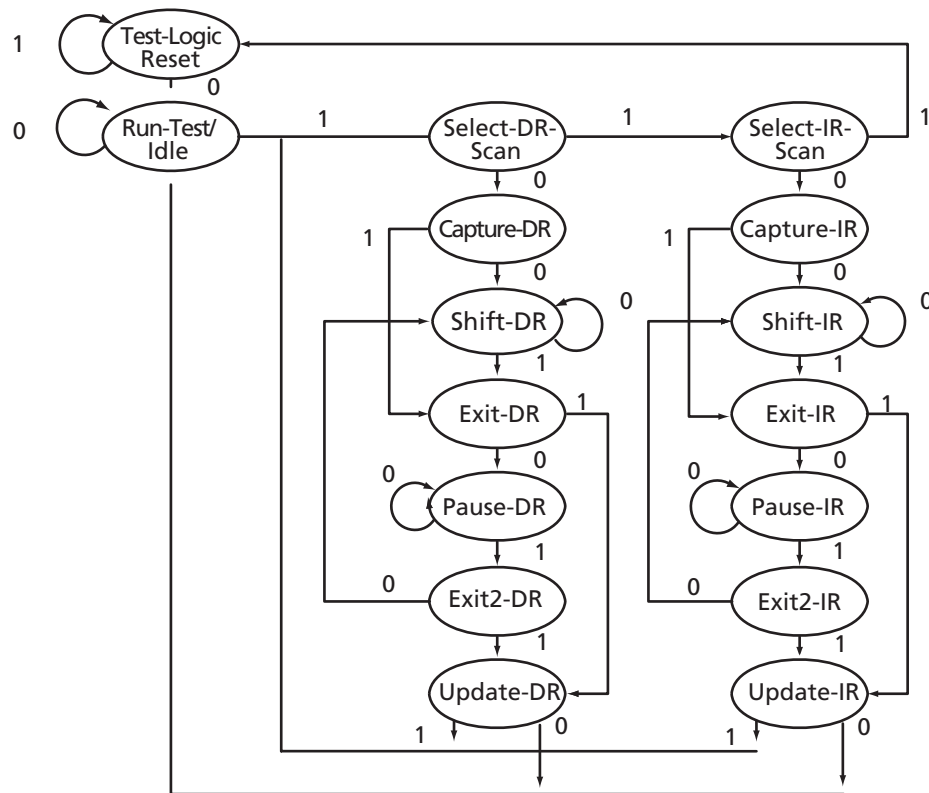 1
Test-Logic
Reset
0
0
Run-Test/
Idle
1
Select-DR-
Scan
1
Select-IR-
Scan
1
0
0
1
Capture-DR
1
Capture-IR
0
0
Shift-DR
0
Shift-IR
0
1
1
Exit-DR
1
Exit-IR
1
0
0
0
Pause-DR
0
Pause-IR
1
1
0
Exit2-DR
0
Exit2-IR
1
1
Update-DR
Update-IR
1
0
1
0